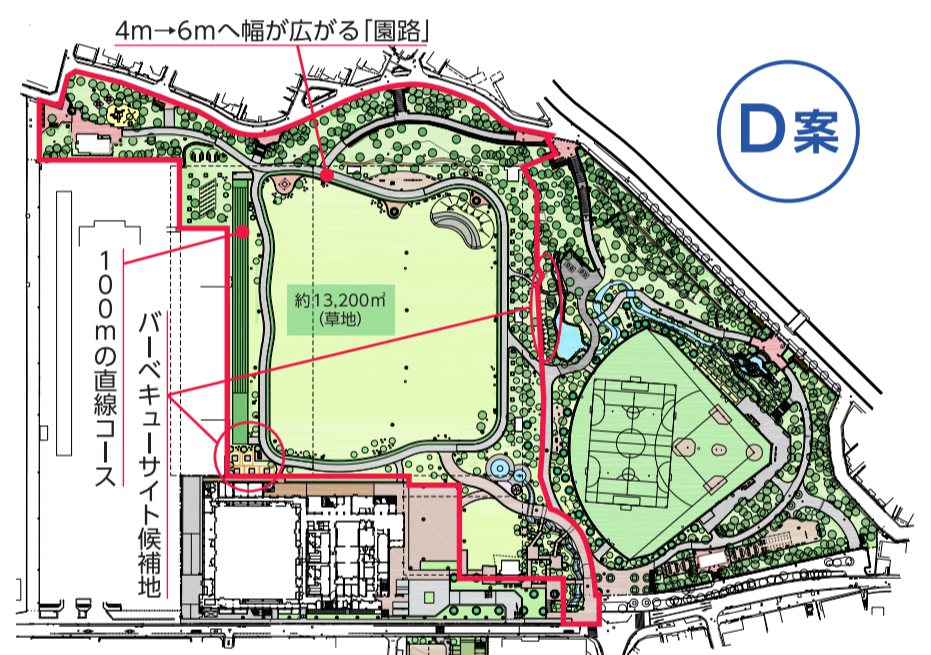 4m→6mへ幅が広がる「園路」
D案
約13,200㎡
（草地）
100mの直線コース
バーベキューサイト候補地